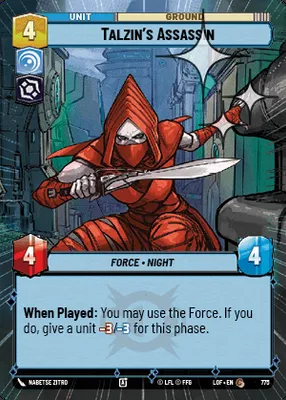 4
UNIT
GROUND
TALZIN'S ASSASSIN
4
4
FORCE • NIGHT
When Played: You may use the Force. If you
do, give a unit –3/–3 for this phase.
NABETSE ZITRO
© LFL © FFG
LOF • EN
775